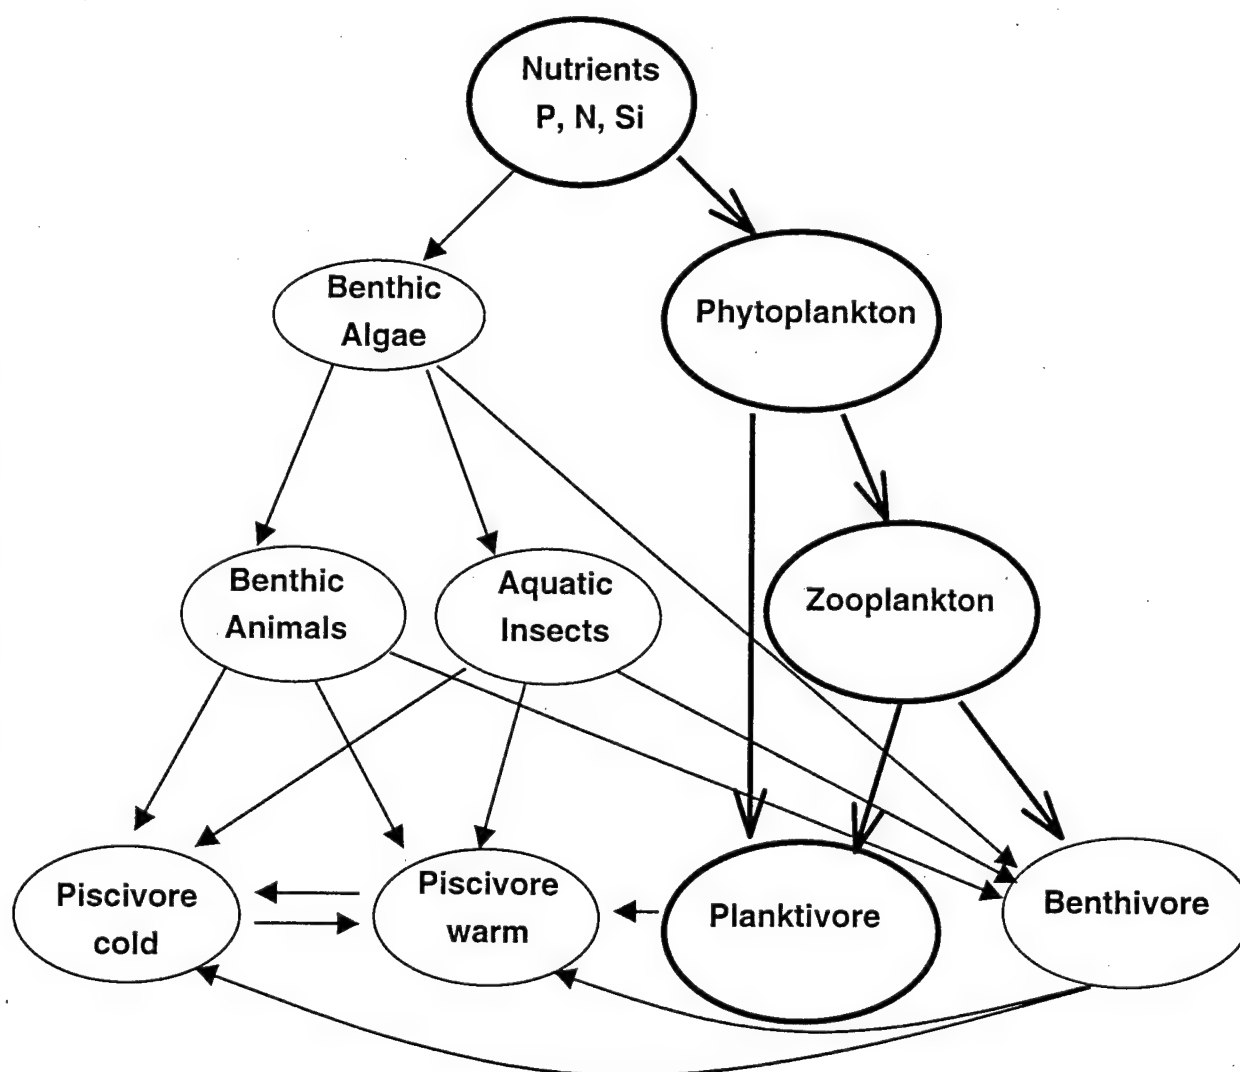 Nutrients
P, N, Si
Benthic
Algae
Phytoplankton
Benthic
Animals
Aquatic
Insects
Zooplankton
Piscivore
cold
Piscivore
warm
Planktivore
Benthivore